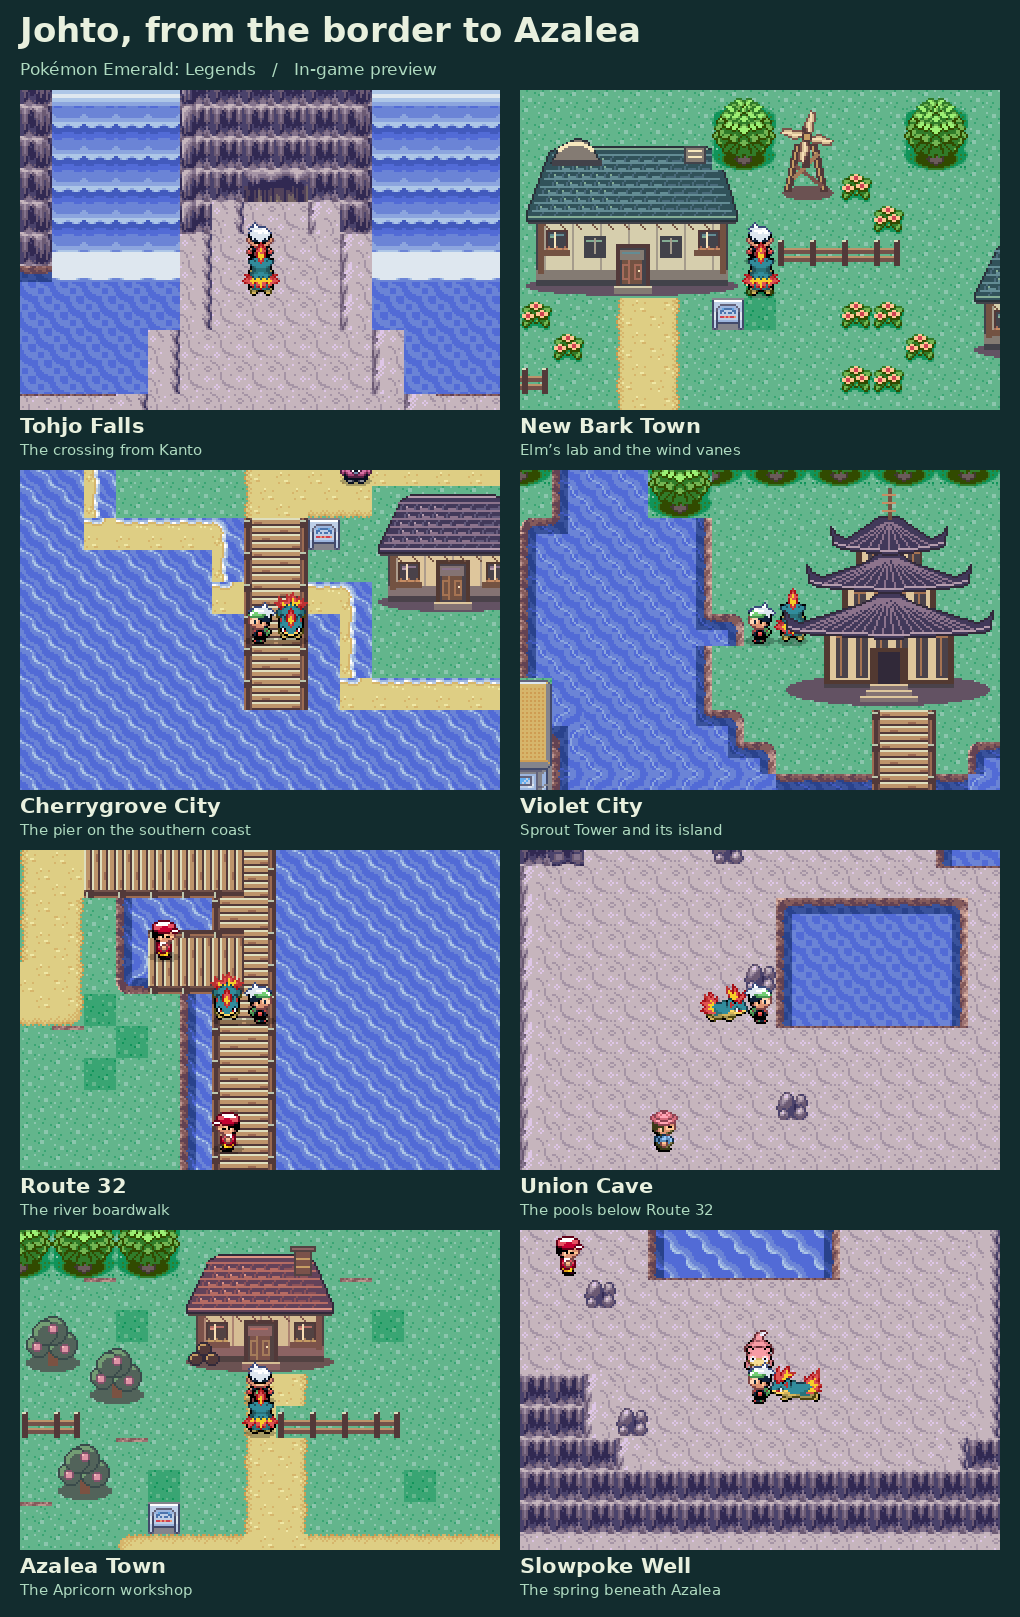 Johto, from the border to Azalea
Pokémon Emerald: Legends / In-game preview
Tohjo Falls
The crossing from Kanto
New Bark Town
Elm's lab and the wind vanes
Cherrygrove City
The pier on the southern coast
Violet City
Sprout Tower and its island
Route 32
The river boardwalk
Union Cave
The pools below Route 32
Azalea Town
The Apricorn workshop
Slowpoke Well
The spring beneath Azalea